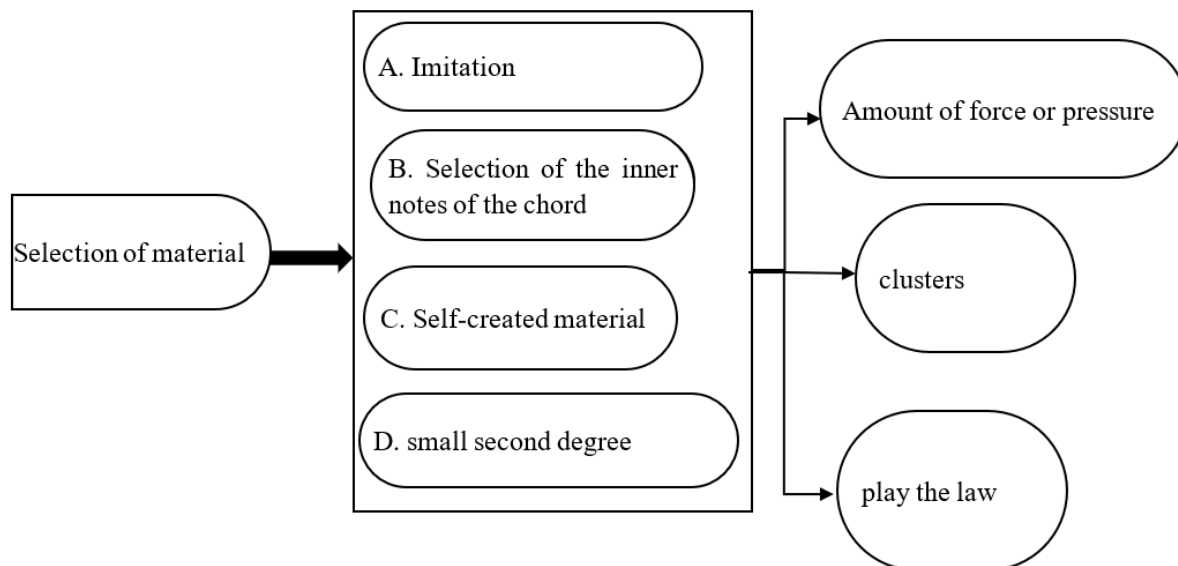 Selection of material
A. Imitation
B. Selection of the inner
notes of the chord
C. Self-created material
D. small second degree
Amount of force or pressure
clusters
play the law